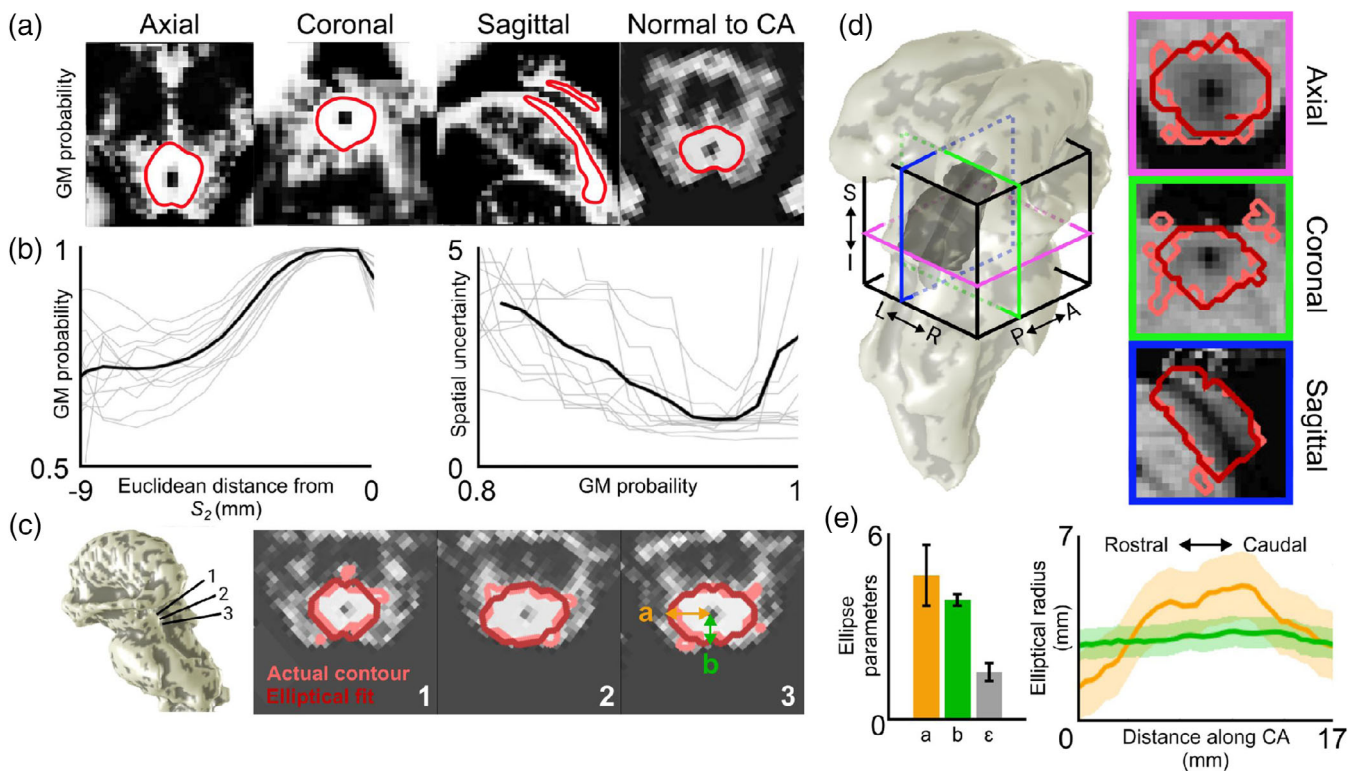 (a)
Axial
Coronal
Sagittal
Normal to CA
GM probability
(b)
1
GM probability
0.5
-9
Euclidean distance from
S2 (mm)
0
5
Spatial uncertainty
0
0.8
GM probaility
1
(c)
1
2
3
Actual contour
Elliptical fit
1
2
a
b
3
(d)
S
I
L
R
P
A
Axial
Coronal
Sagittal
(e)
6
Ellipse
parameters
0
a
b
ε
7
Rostral
Caudal
Elliptical radius
(mm)
0
Distance along CA
(mm)
17